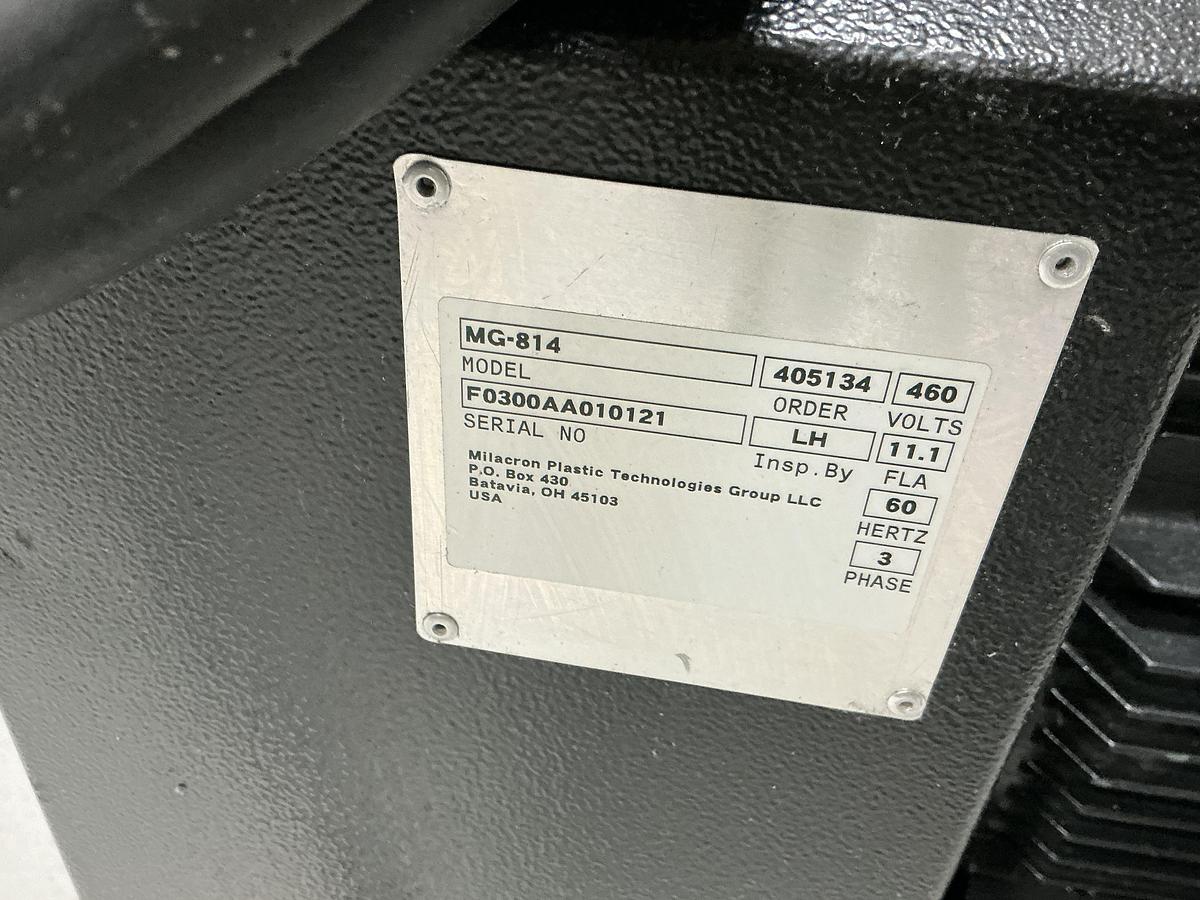 MG-814
MODEL
405134
ORDER
460
VOLTS
F0300AA010121
SERIAL NO
LH
Insp.By
11.1
FLA
60
HERTZ
3
PHASE
Milacron Plastic Technologies Group LLC
P.O. Box 430
Batavia, OH 45103
USA